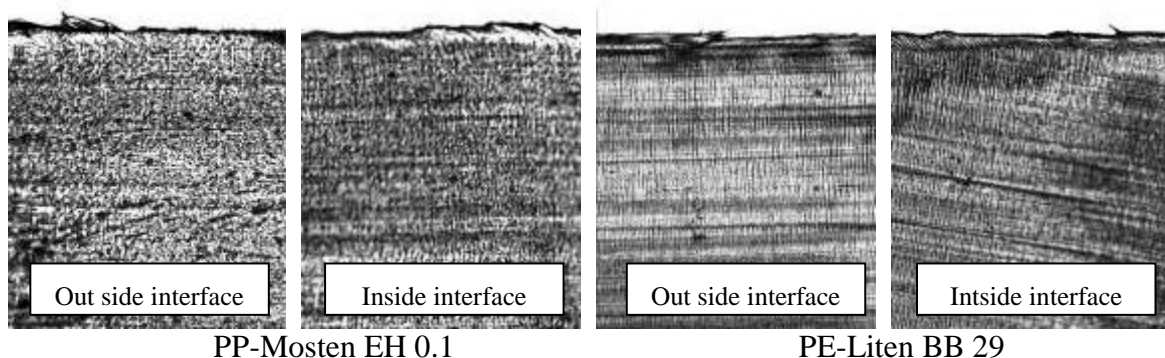 Out side interface
Inside interface
Out side interface
Intside interface
PP-Mosten EH 0.1
PE-Liten BB 29